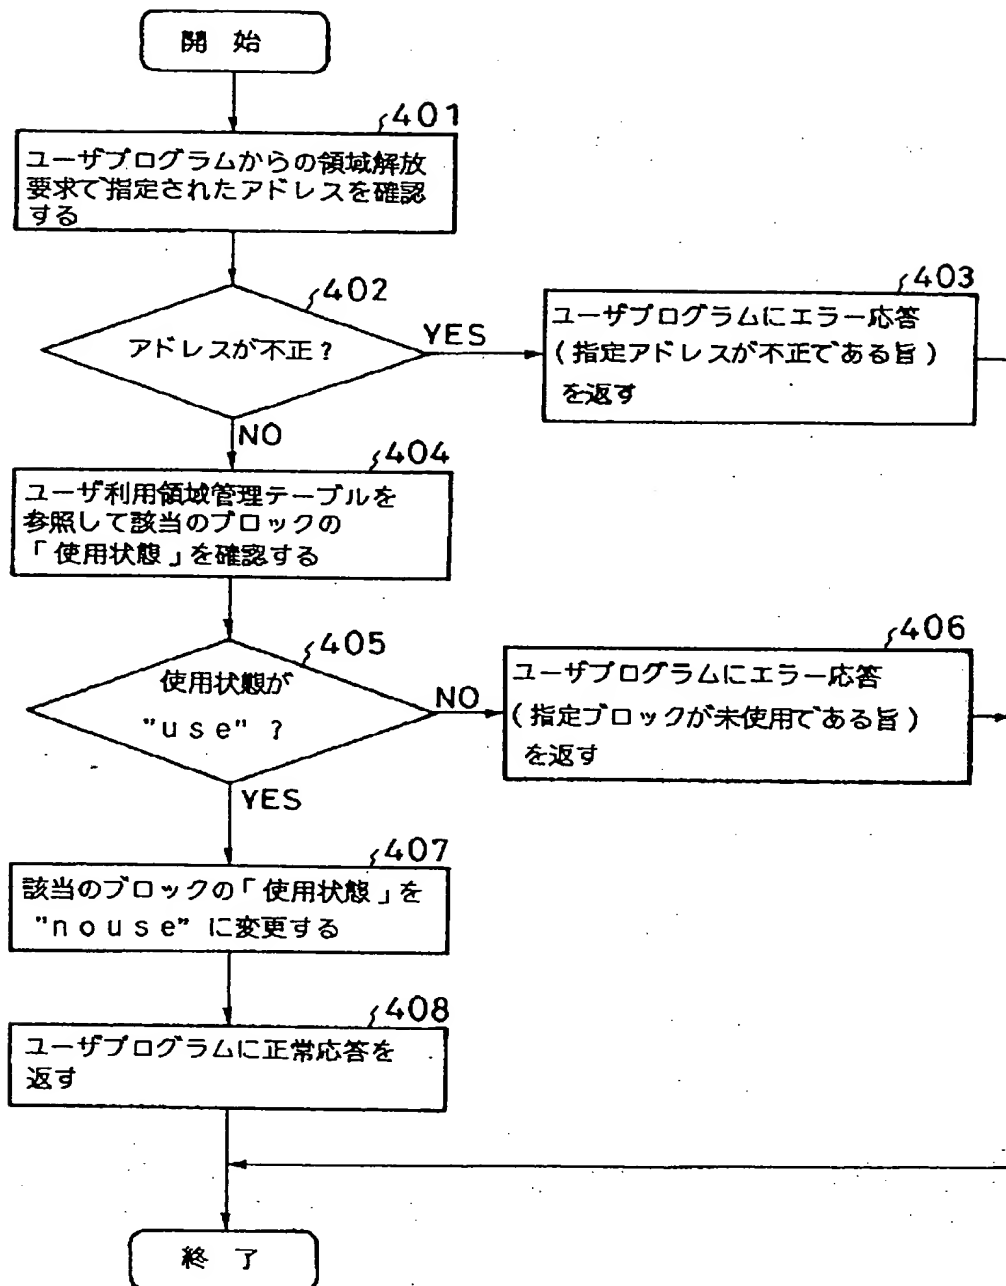 開 始
401
ユーザプログラムからの領域解放
要求で指定されたアドレスを確認
する
402
アドレスが不正?
YES
403
ユーザプログラムにエラー応答
(指定アドレスが不正である旨)
を返す
NO
404
ユーザ利用領域管理テーブルを
参照して該当のブロックの
「使用状態」を確認する
405
使用状態が
"use" ?
NO
406
ユーザプログラムにエラー応答
(指定ブロックが未使用である旨)
を返す
YES
407
該当のブロックの「使用状態」を
"nouse" に変更する
408
ユーザプログラムに正常応答を
返す
終 了